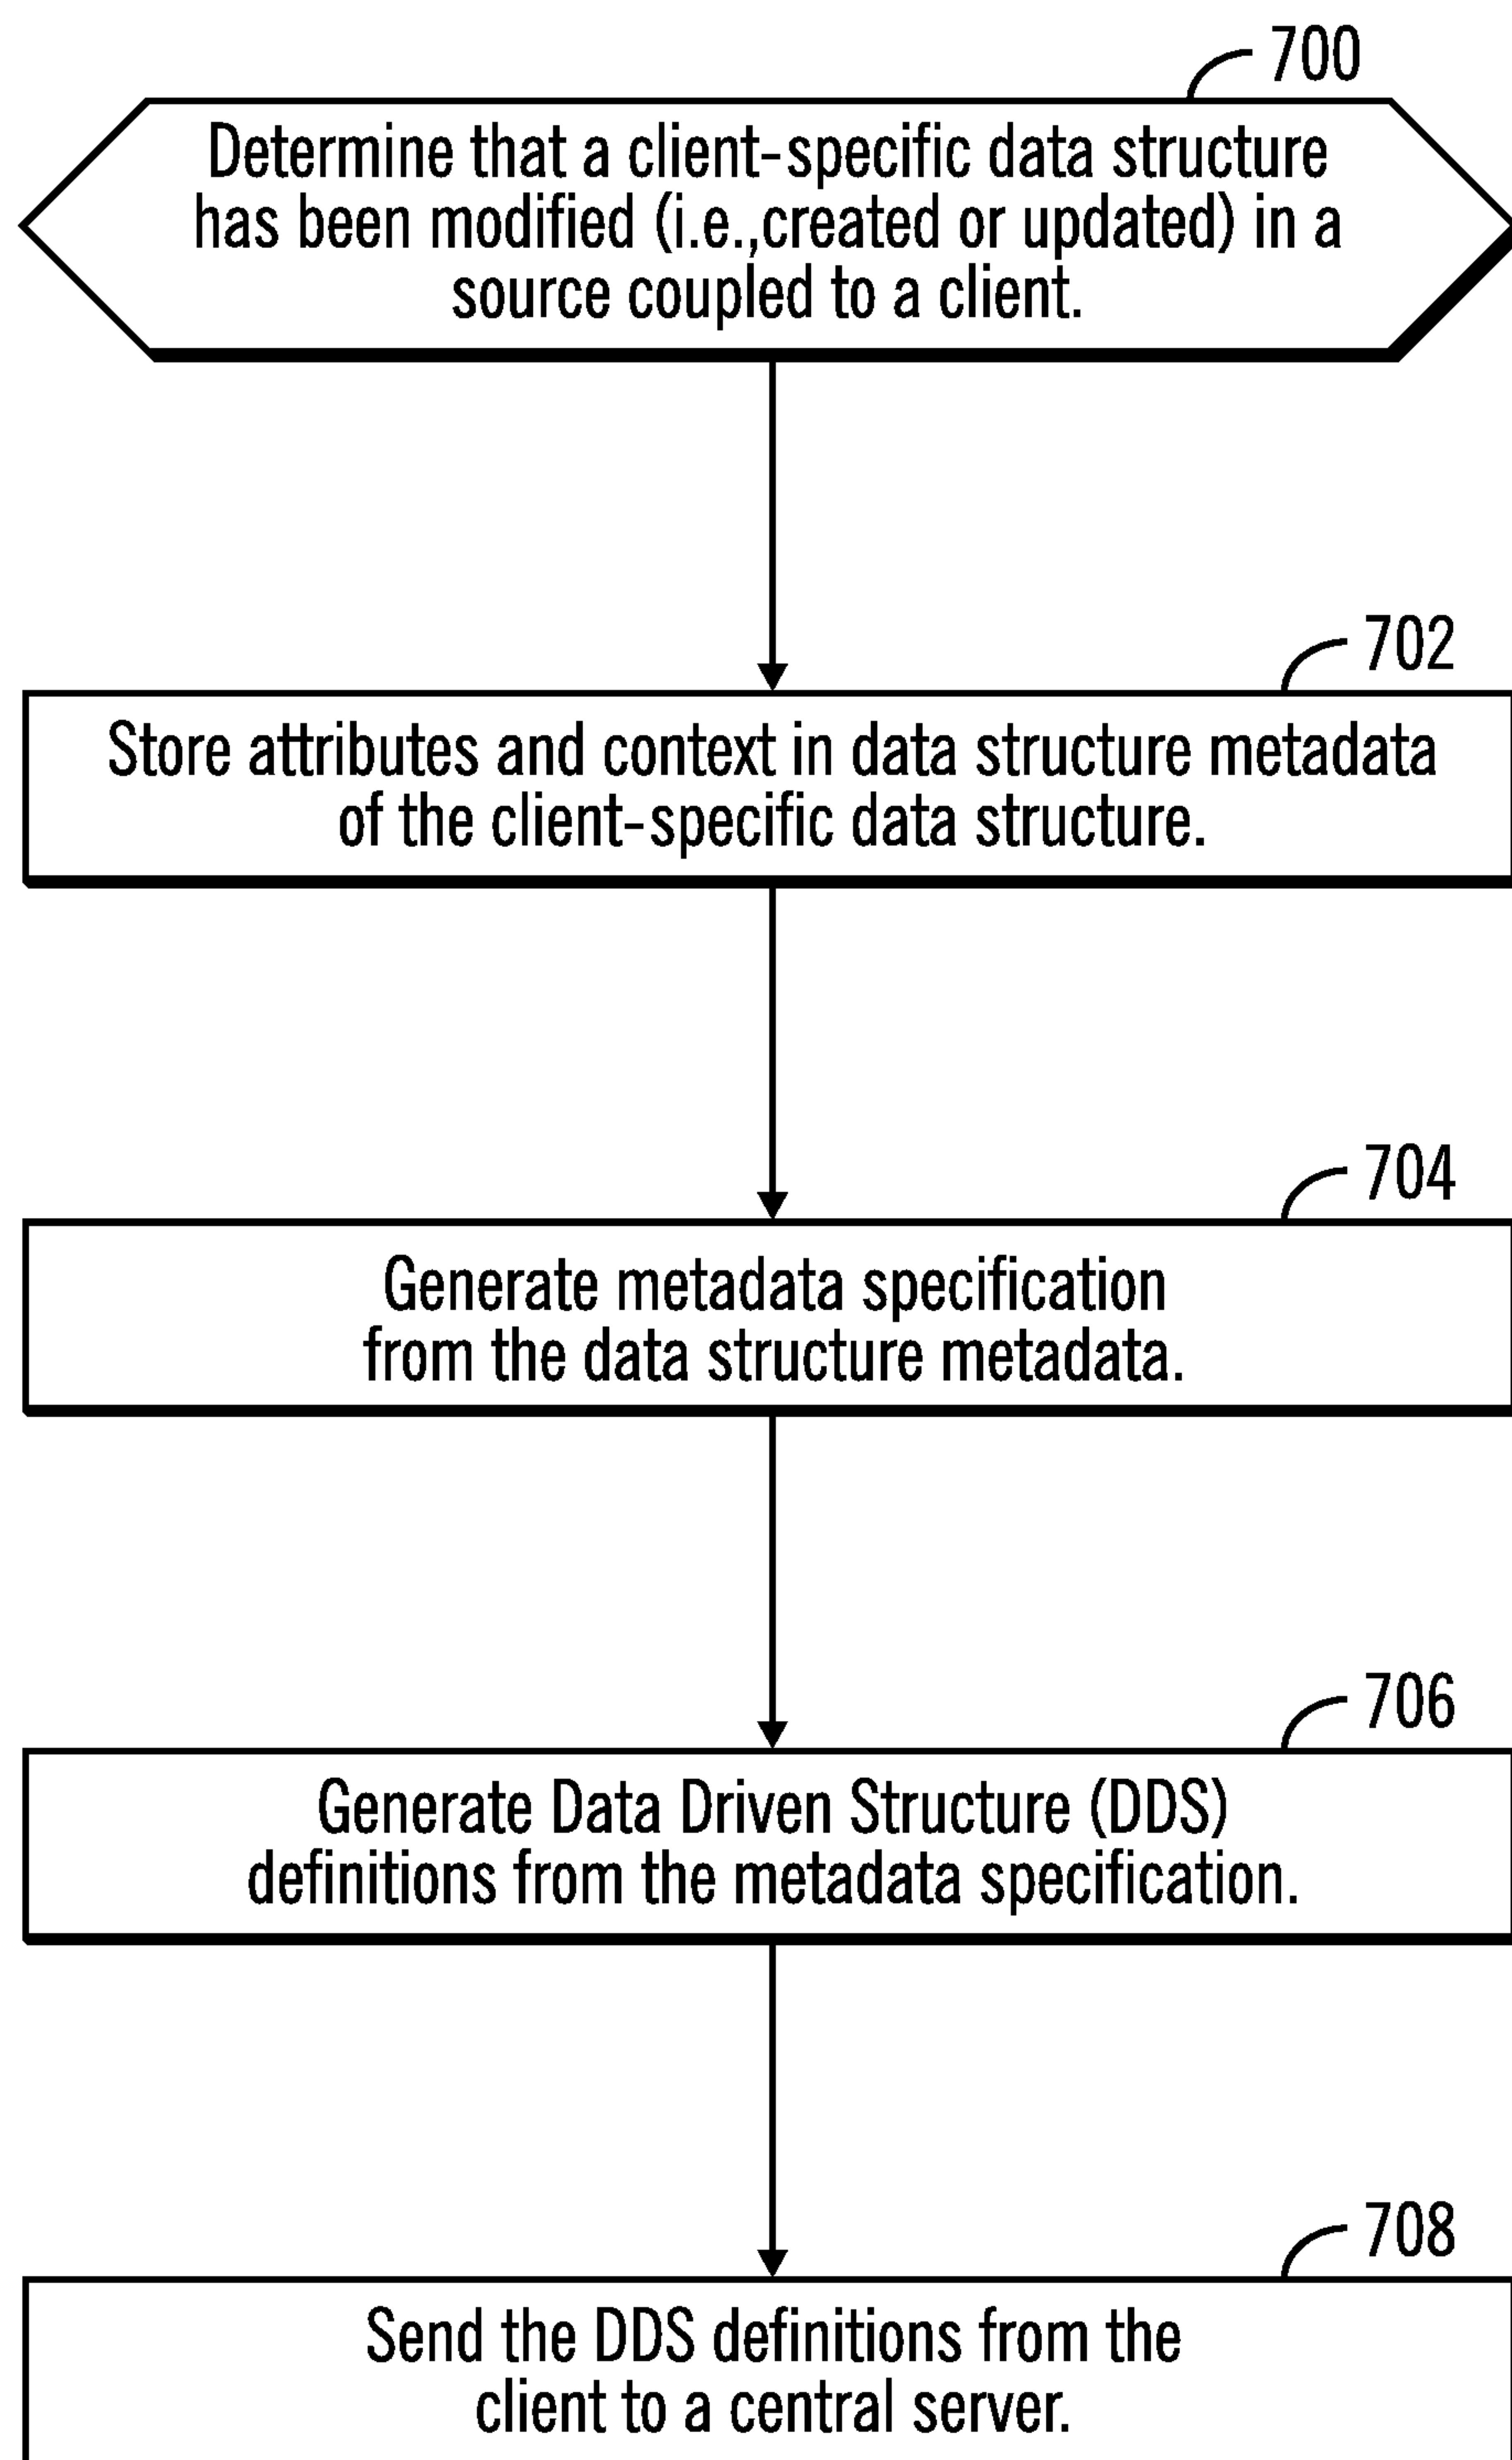 700
Determine that a client-specific data structure
has been modified (i.e.,created or updated) in a
source coupled to a client.
702
Store attributes and context in data structure metadata
of the client-specific data structure.
704
Generate metadata specification
from the data structure metadata.
706
Generate Data Driven Structure (DDS)
definitions from the metadata specification.
708
Send the DDS definitions from the
client to a central server.